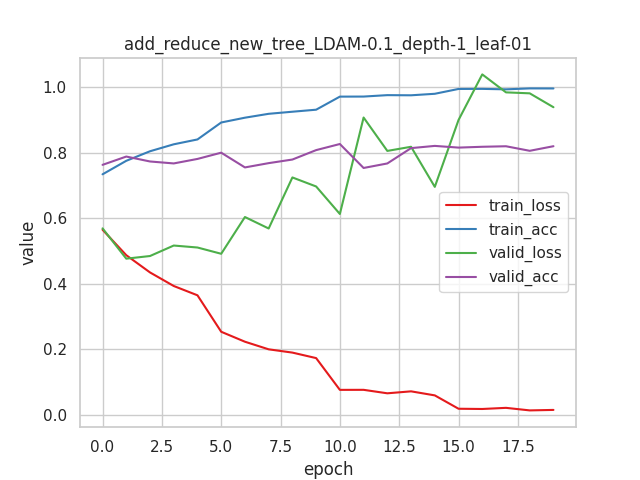 add_reduce_new_tree_LDAM-0.1_depth-1_leaf-01
1.0
0.8
0.6
0.4
0.2
0.0
value
train_loss
train_acc
valid_loss
valid_acc
0.0 2.5 5.0 7.5 10.0 12.5 15.0 17.5
epoch